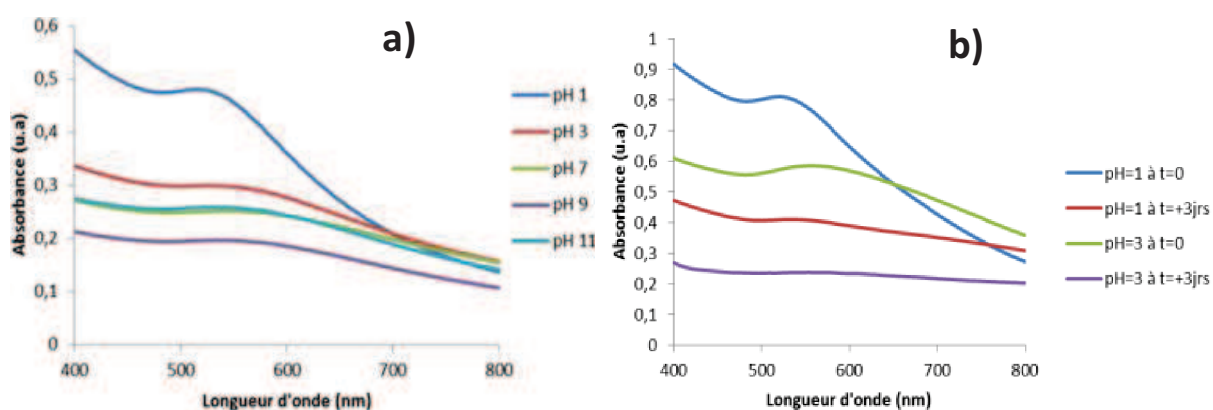 a)
0,6
0,5
0,4
0,3
0,2
0,1
0
Absorbance (u.a)
400 500 600 700 800
Longueur d'onde (nm)
pH 1
pH 3
pH 7
pH 9
pH 11
b)
1
0,9
0,8
0,7
0,6
0,5
0,4
0,3
0,2
0,1
0
Absorbance (u.a)
400 500 600 700 800
Longueur d'onde (nm)
pH=1 à t=0
pH=1 à t=+3jrs
pH=3 à t=0
pH=3 à t=+3jrs